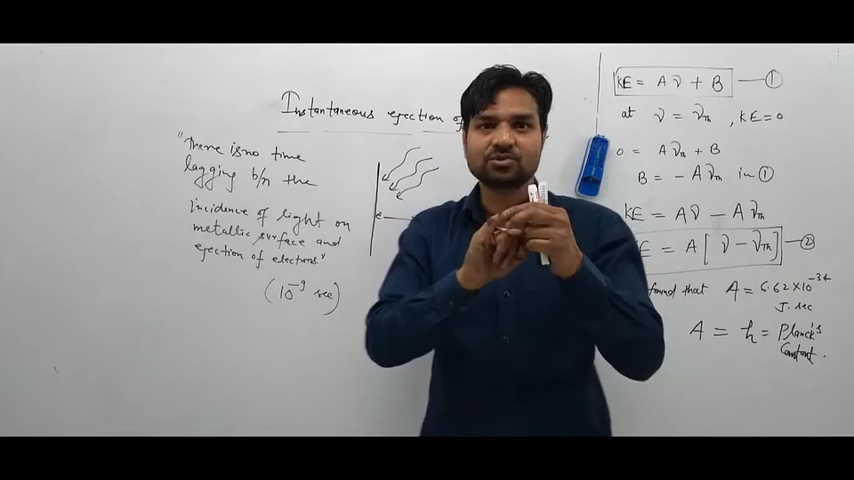 Instantaneous ejection of
"There is no time
lagging b/n the
incidence of light on
metallic surface and
ejection of electrons"
(10⁻⁹ sec)
e
KE = Aν + B — ①
at ν = νTh, KE=0
0 = AνTh + B
B = - AνTh in ①
KE = Aν - AνTh
KE = A[ν - νTh] — ②
found that A = 6.62×10⁻³⁴
J. sec
A = h = Planck's
Constant.